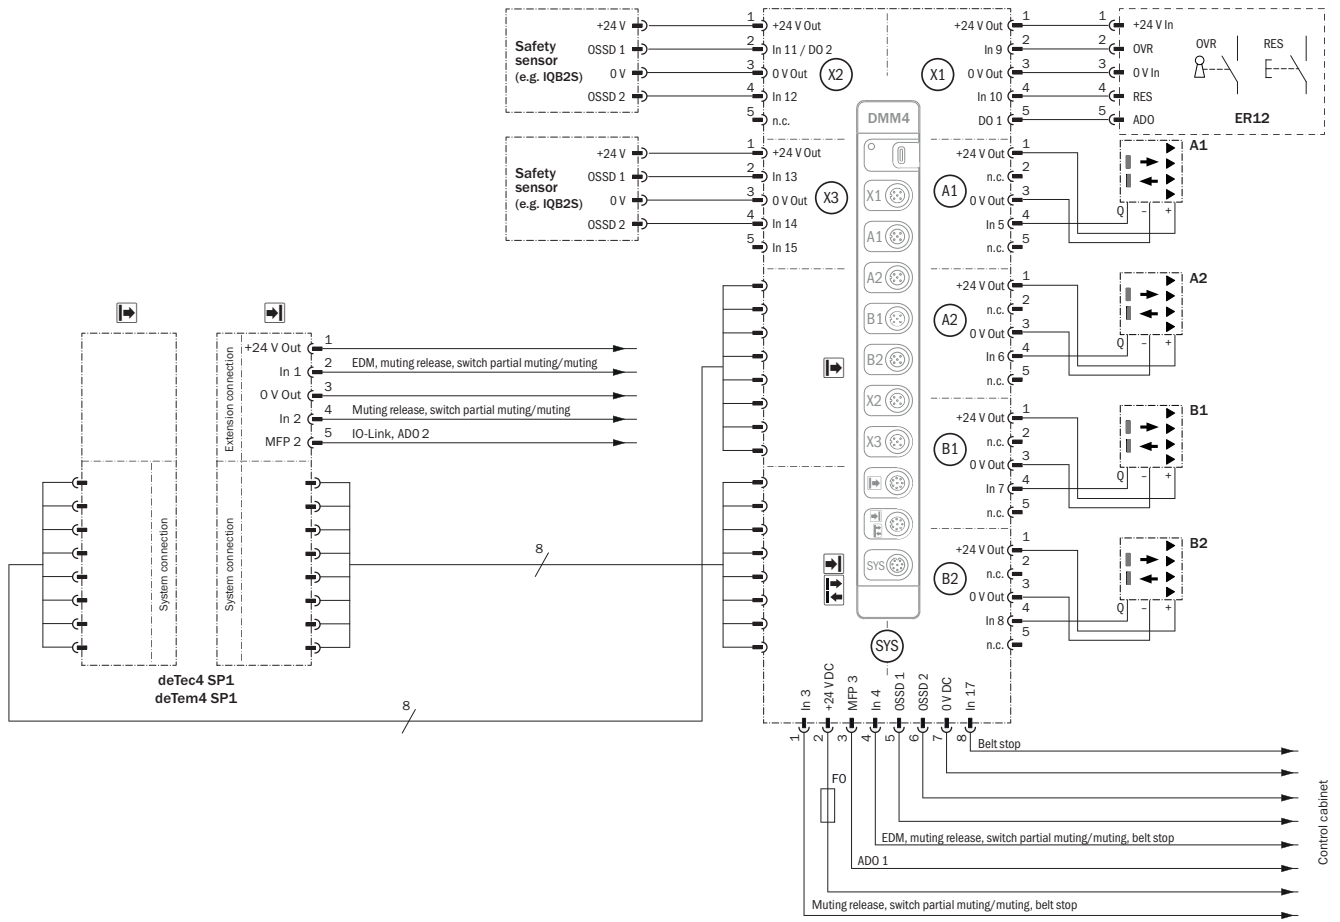 Safety
sensor
(e.g. IQB2S)
+24 V
OSSD 1
0 V
OSSD 2
1
2
3
4
5
+24 V Out
In 11 / DO 2
0 V Out
In 12
n.c.
X2
X1
+24 V Out
In 9
0 V Out
In 10
DO 1
1
2
3
4
5
1
2
3
4
5
+24 V In
OVR
0 V In
RES
ADO
OVR
RES
ER12
Safety
sensor
(e.g. IQB2S)
+24 V
OSSD 1
0 V
OSSD 2
1
2
3
4
5
+24 V Out
In 13
0 V Out
In 14
In 15
X3
DMM4
X1
A1
A2
B1
B2
X2
X3
SYS
A1
+24 V Out
n.c.
0 V Out
In 5
n.c.
1
2
3
4
5
Q
–
+
A1
A2
+24 V Out
n.c.
0 V Out
In 6
n.c.
1
2
3
4
5
Q
–
+
A2
B1
+24 V Out
n.c.
0 V Out
In 7
n.c.
1
2
3
4
5
Q
–
+
B1
B2
+24 V Out
n.c.
0 V Out
In 8
n.c.
1
2
3
4
5
Q
–
+
B2
Extension connection
+24 V Out
In 1
0 V Out
In 2
MFP 2
1
2 EDM, muting release, switch partial muting/muting
3
4 Muting release, switch partial muting/muting
5 IO-Link, ADO 2
System connection
System connection
8
deTec4 SP1
deTem4 SP1
8
SYS
In 3
+24 V DC
MFP 3
In 4
OSSD 1
OSSD 2
0 V DC
In 17
1
2
3
4
5
6
7
8
Belt stop
F0
EDM, muting release, switch partial muting/muting, belt stop
ADO 1
Muting release, switch partial muting/muting, belt stop
Control cabinet